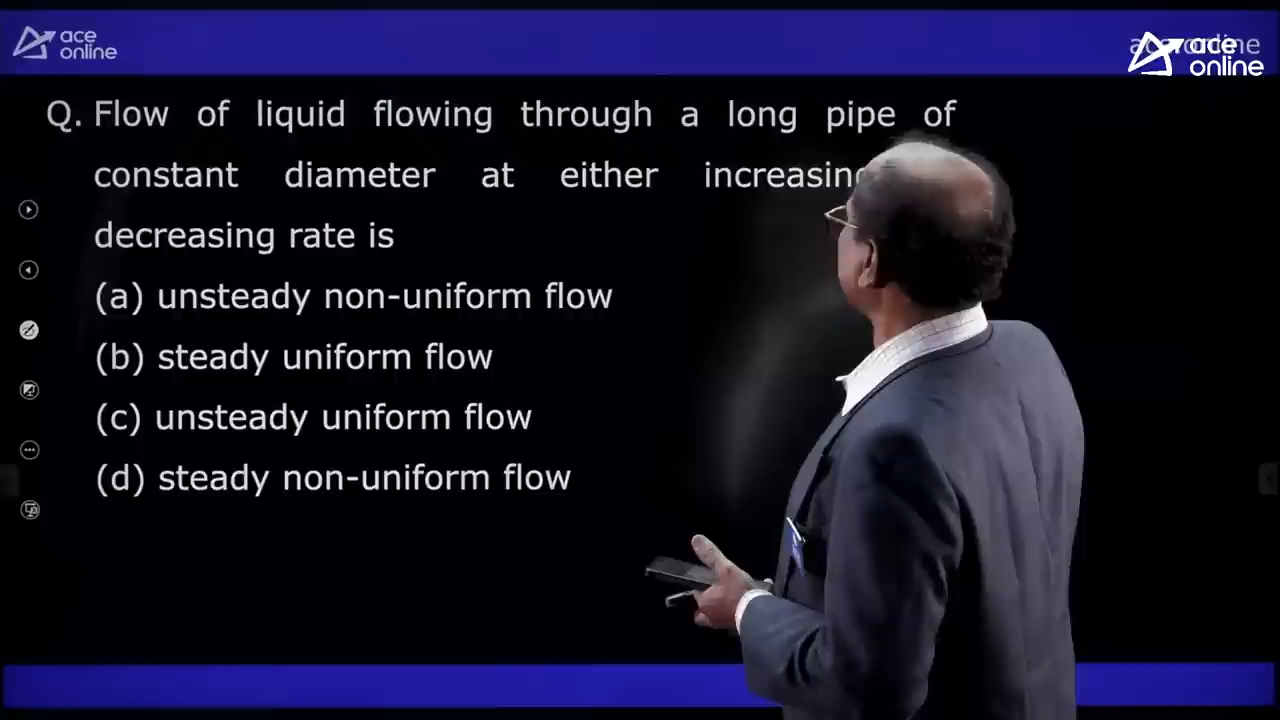 ace
online
ace
online
Q. Flow of liquid flowing through a long pipe of
constant diameter at either increasing
decreasing rate is
(a) unsteady non-uniform flow
(b) steady uniform flow
(c) unsteady uniform flow
(d) steady non-uniform flow